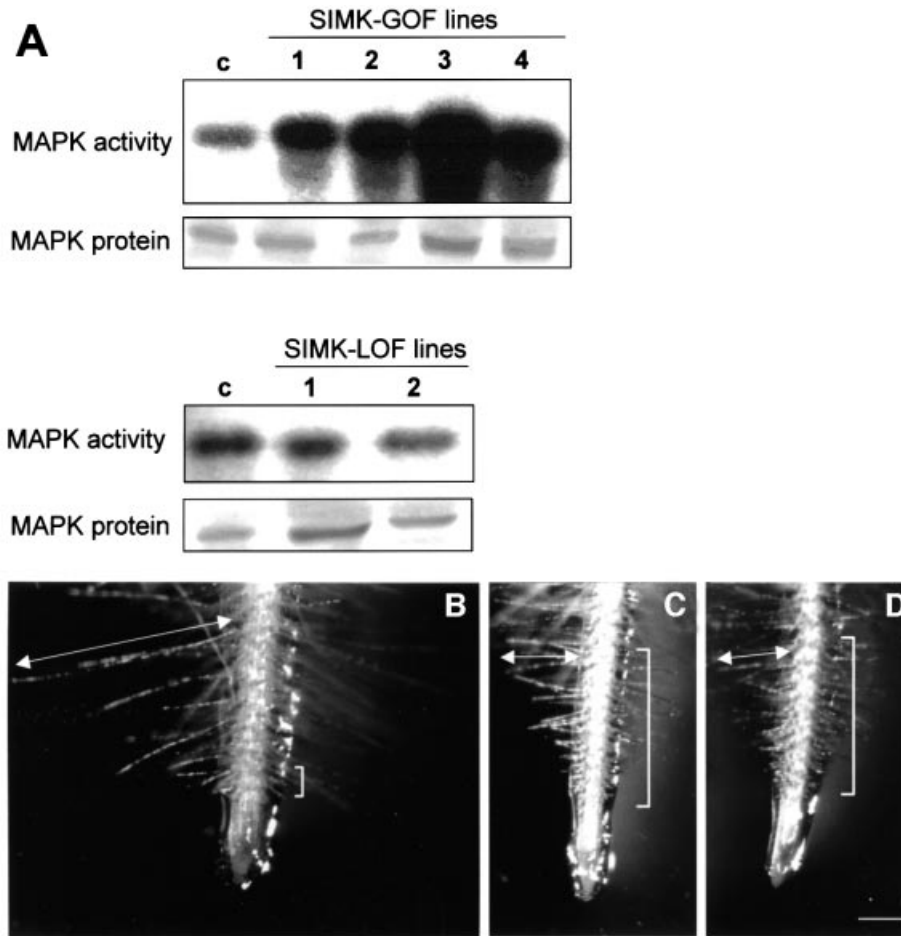 A
SIMK-GOF lines
c 1 2 3 4
MAPK activity
MAPK protein
SIMK-LOF lines
c 1 2
MAPK activity
MAPK protein
B C D